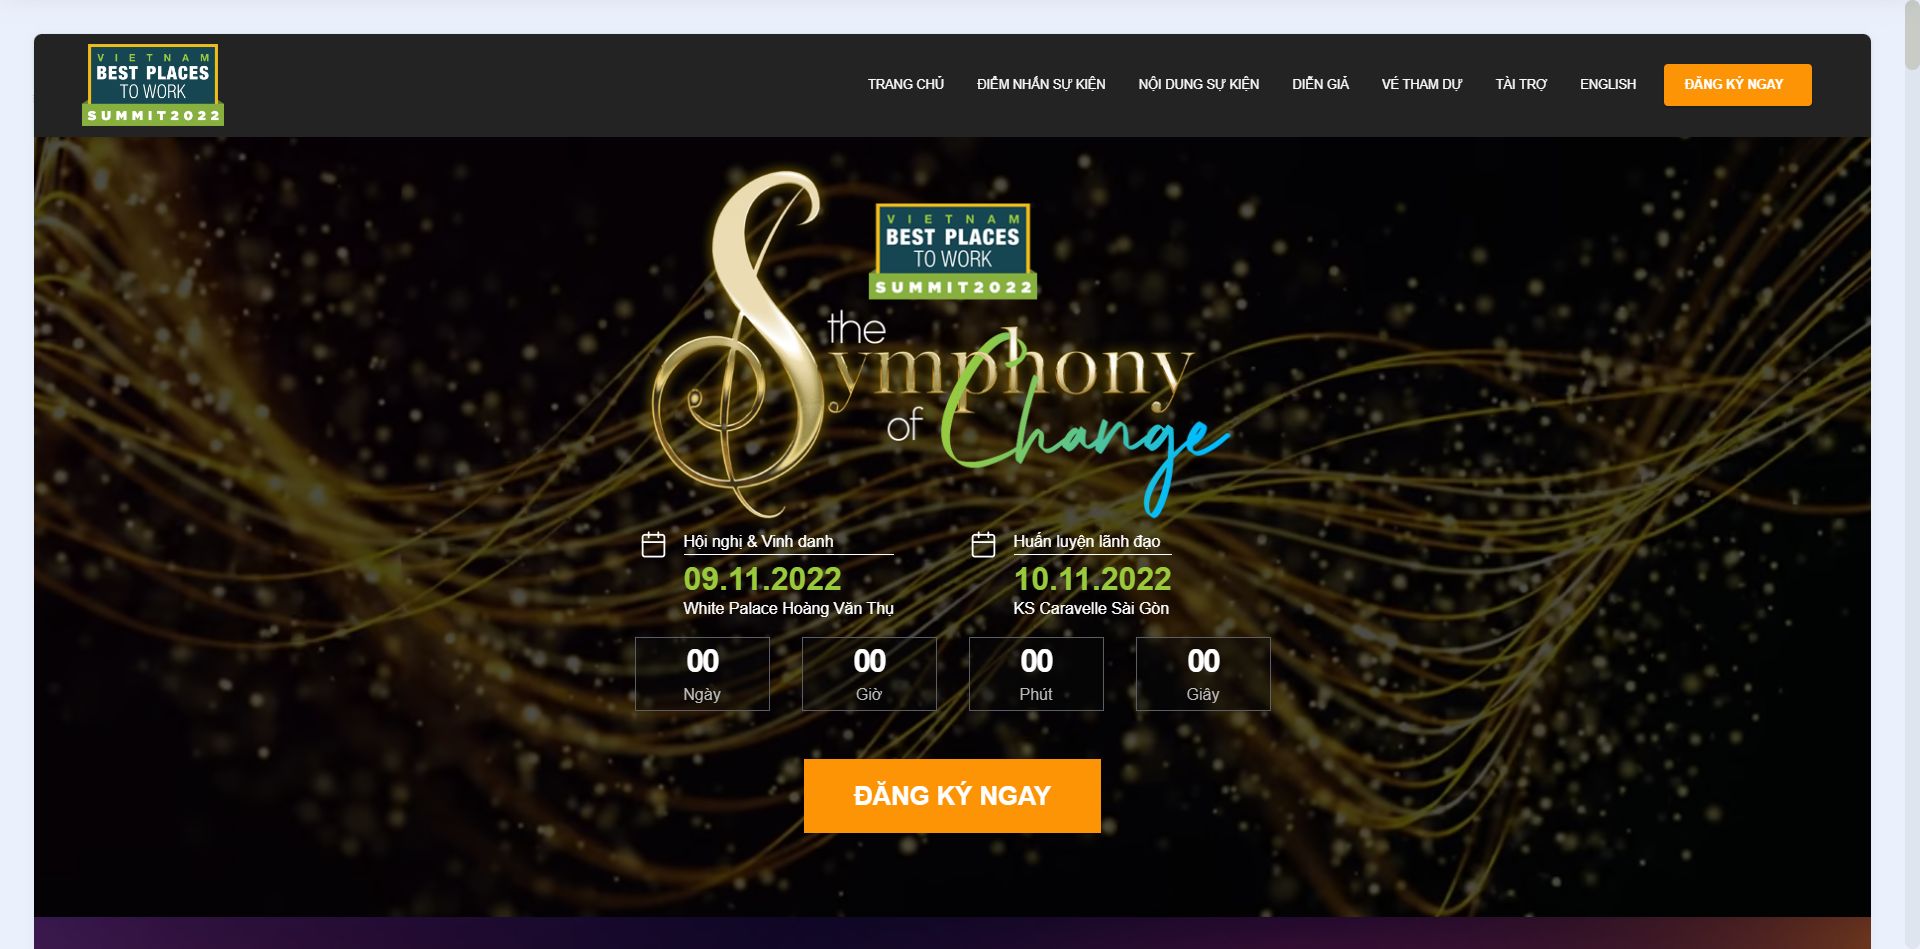 VIETNAM
BEST PLACES
TO WORK
SUMMIT2022
TRANG CHỦ
ĐIỂM NHẤN SỰ KIỆN
NỘI DUNG SỰ KIỆN
DIỄN GIẢ
VÉ THAM DỰ
TÀI TRỢ
ENGLISH
ĐĂNG KÝ NGAY
VIETNAM
BEST PLACES
TO WORK
SUMMIT2022
the
Symphony
of Change
Hội nghị & Vinh danh
09.11.2022
White Palace Hoàng Văn Thụ
Huấn luyện lãnh đạo
10.11.2022
KS Caravelle Sài Gòn
00
Ngày
00
Giờ
00
Phút
00
Giây
ĐĂNG KÝ NGAY